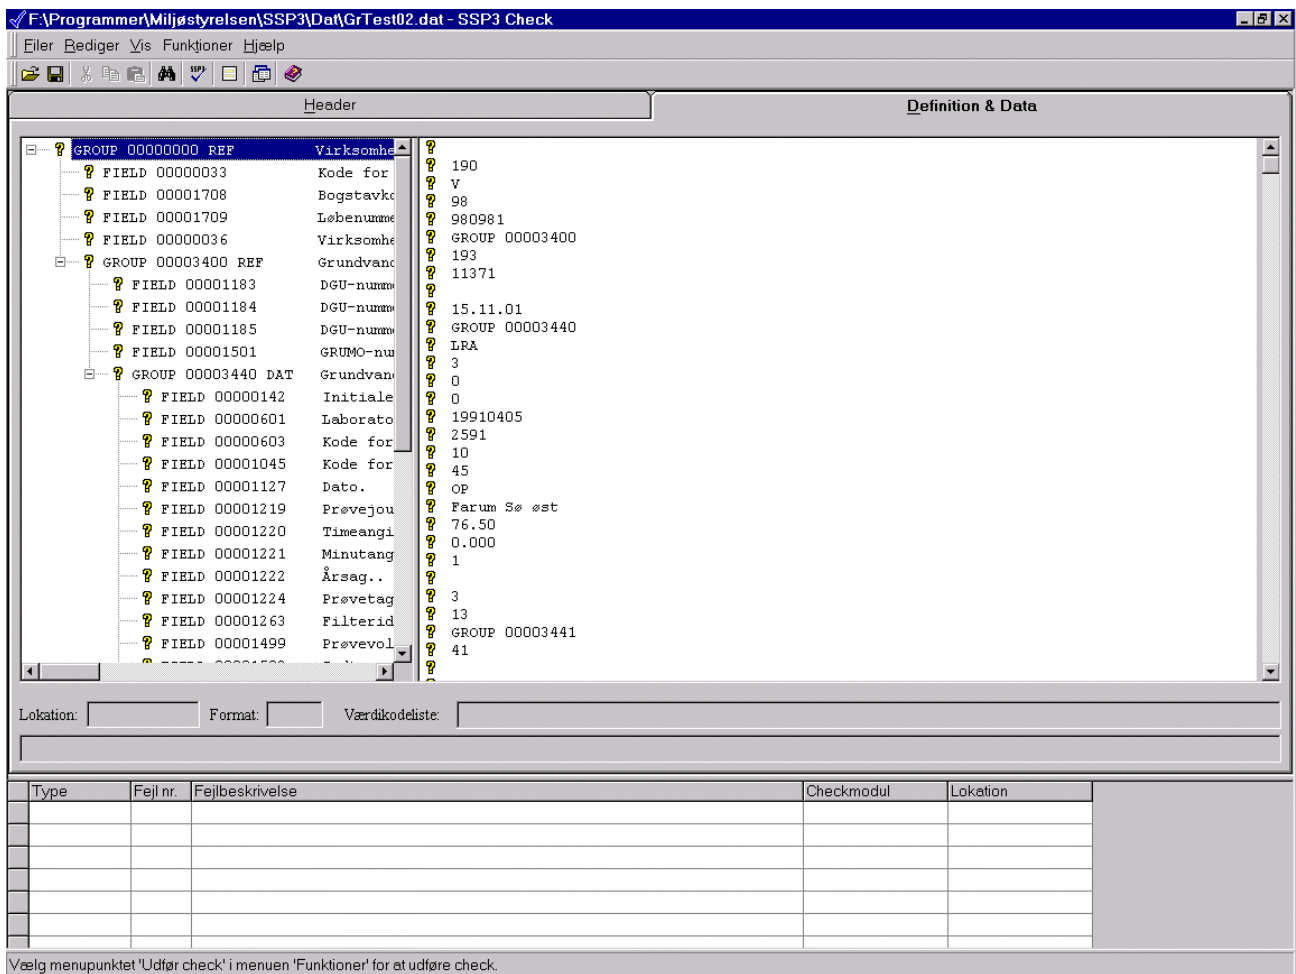 F:\Programmer\Miljøstyrelsen\SSP3\Dat\GrTest02.dat - SSP3 Check
Filer Rediger Vis Funktioner Hjælp
Header
Definition & Data
GROUP 00000000 REF Virksomhe
FIELD 00000033 Kode for
FIELD 00001708 Bogstavko
FIELD 00001709 Løbenumme
FIELD 00000036 Virksomhe
GROUP 00003400 REF Grundvand
FIELD 00001183 DGU-numme
FIELD 00001184 DGU-numme
FIELD 00001185 DGU-numme
FIELD 00001501 GRUMO-num
GROUP 00003440 DAT Grundvan
FIELD 00000142 Initiale
FIELD 00000601 Laborato
FIELD 00000603 Kode for
FIELD 00001045 Kode for
FIELD 00001127 Dato.
FIELD 00001219 Prøvejou
FIELD 00001220 Timeangi
FIELD 00001221 Minutang
FIELD 00001222 Årsag..
FIELD 00001224 Prøvetag
FIELD 00001263 Filterid
FIELD 00001499 Prøvevol
190
V
98
980981
GROUP 00003400
193
11371
15.11.01
GROUP 00003440
LRA
3
0
0
19910405
2591
10
45
OP
Farum Sø øst
76.50
0.000
1
3
13
GROUP 00003441
41
Lokation: Format: Værdikodeliste:
Type Fejl nr. Fejlbeskrivelse Checkmodul Lokation
Vælg menupunktet 'Udfør check' i menuen 'Funktioner' for at udføre check.